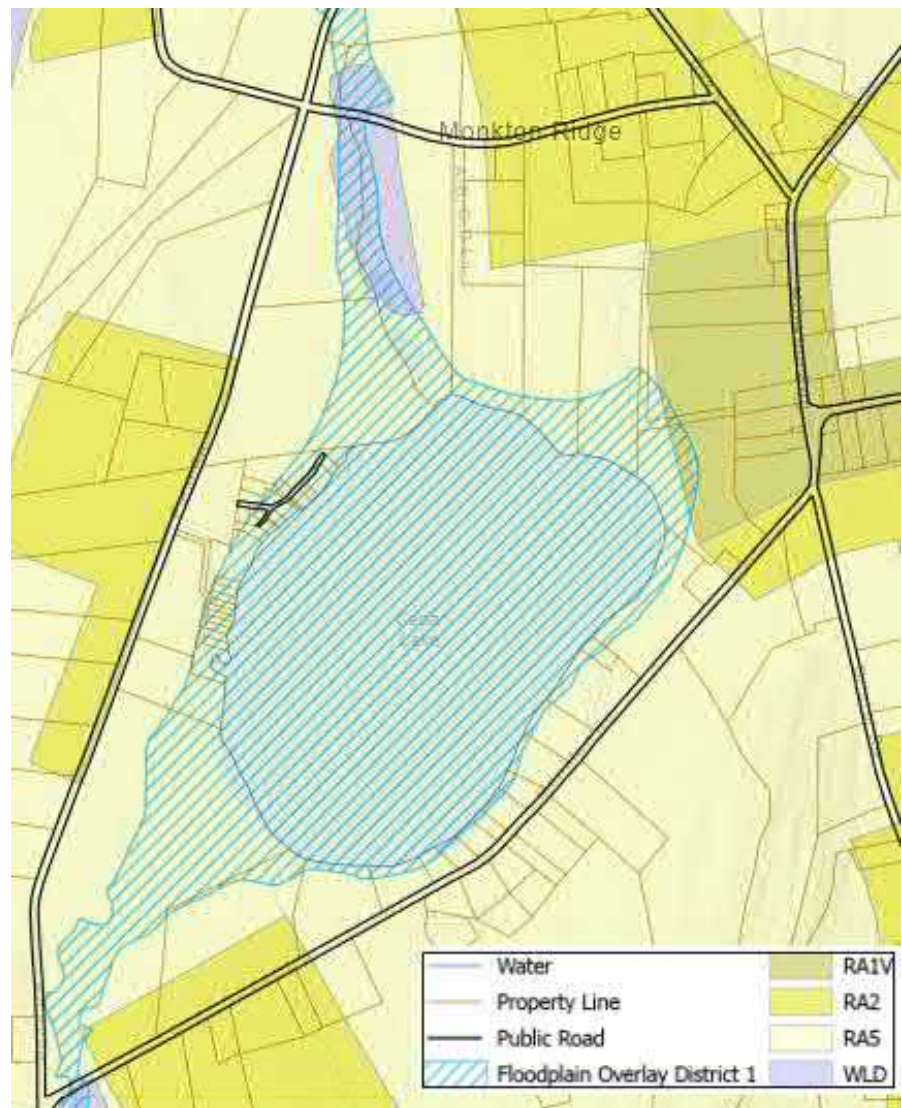 Monkton Ridge
Water
Property Line
Public Road
Floodplain Overlay District 1
RA1V
RA2
RA5
WLD